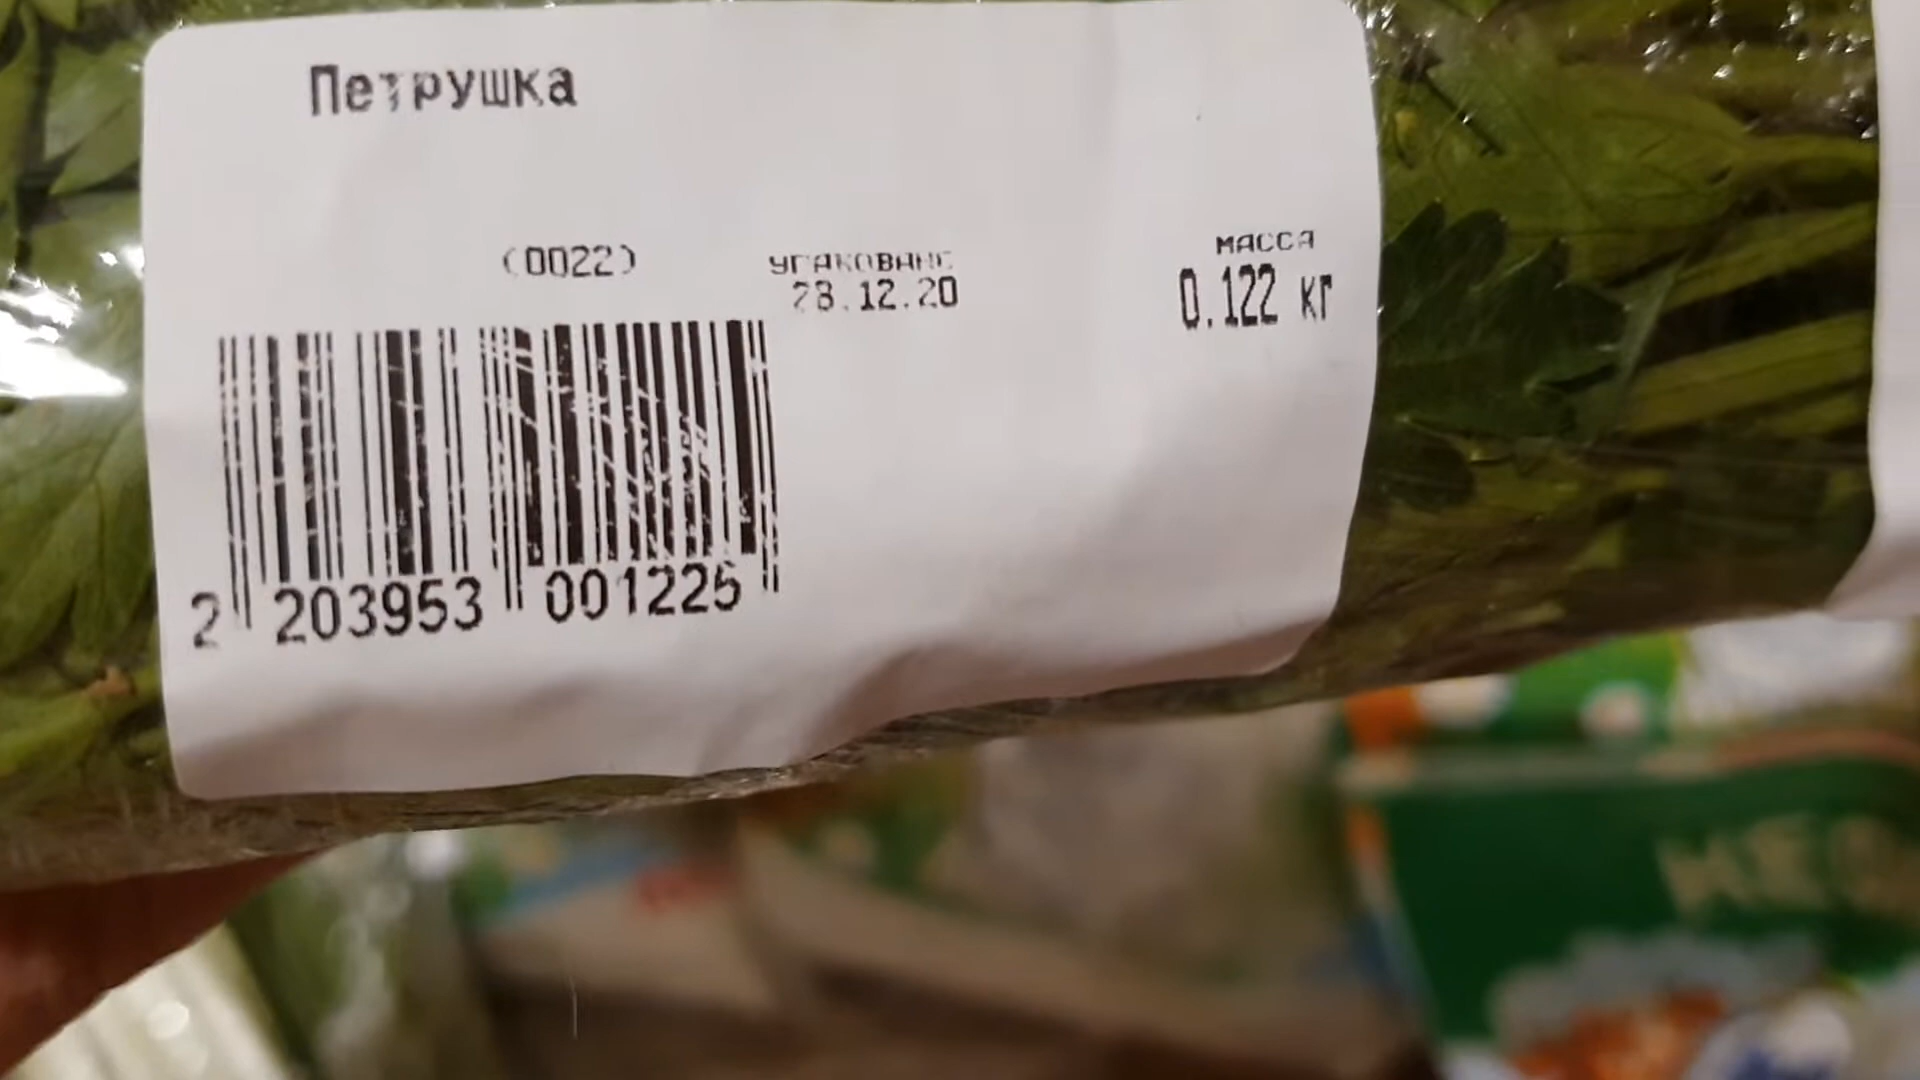 Петрушка
(0022)
УПАКОВАНО
28.12.20
МАССА
0.122 кг
2 203953 001225